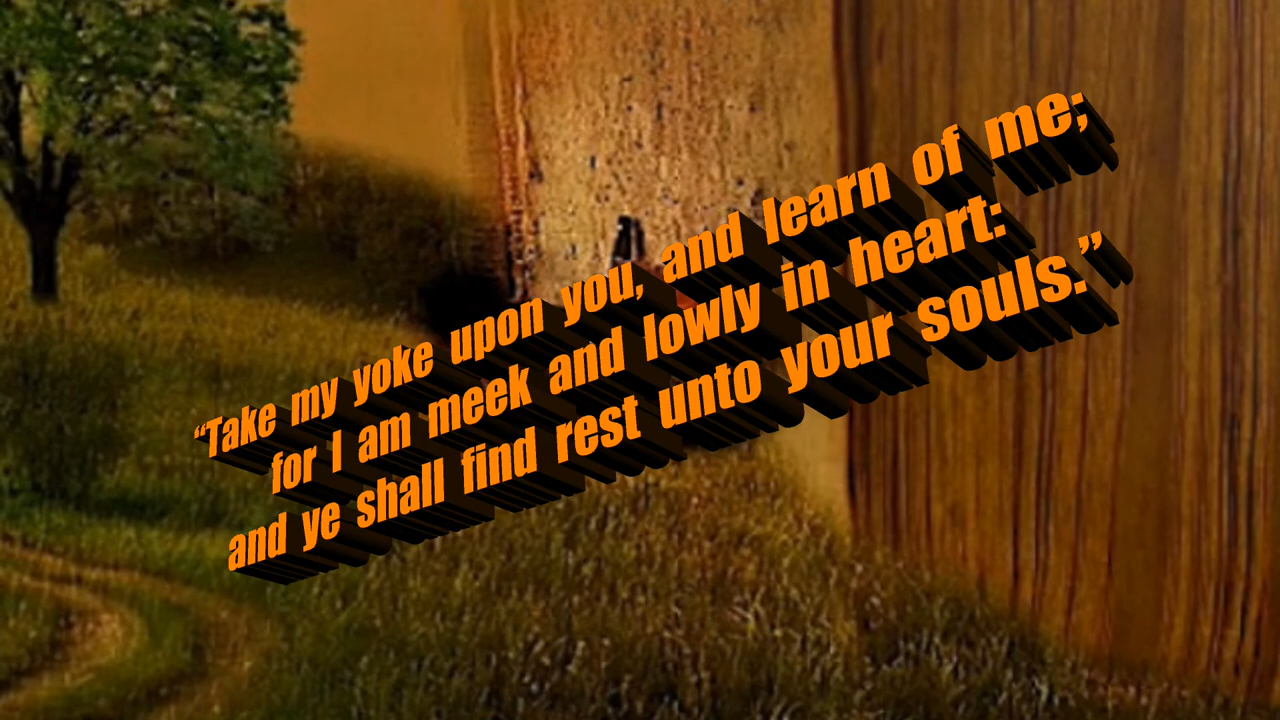 “Take my yoke upon you, and learn of me;
for I am meek and lowly in heart:
and ye shall find rest unto your souls.”